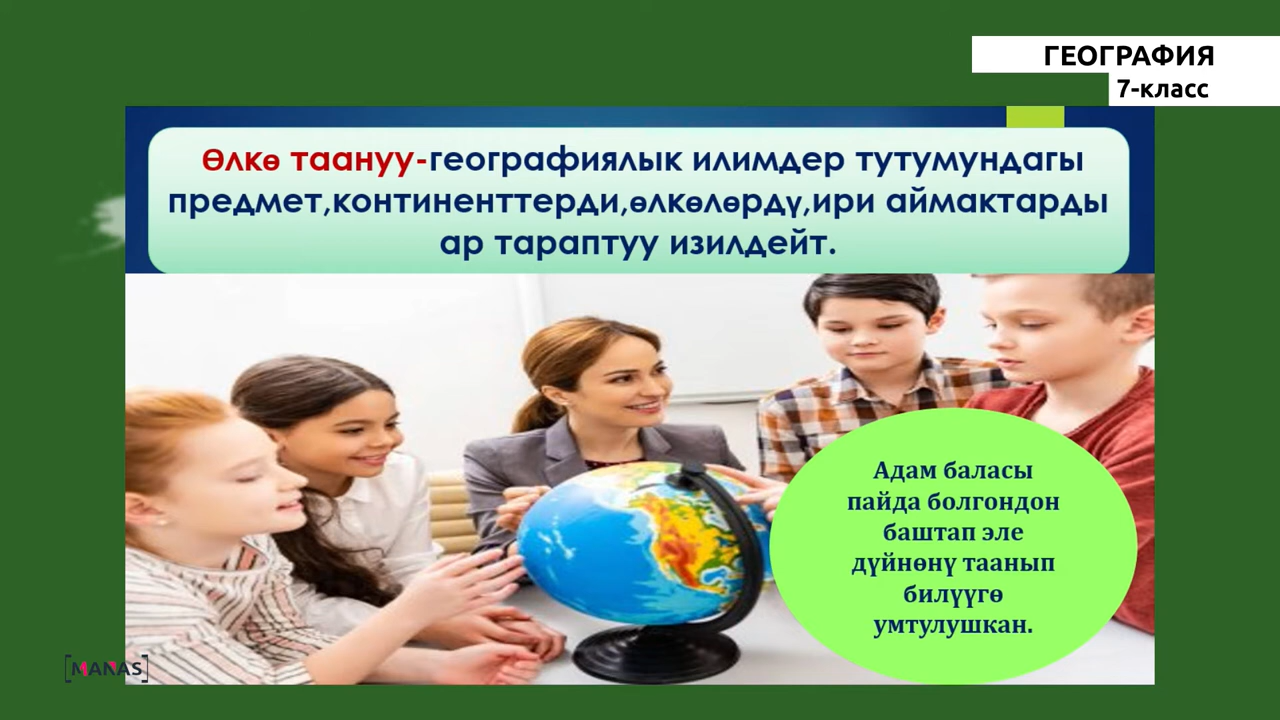 ГЕОГРАФИЯ
7-класс
Өлкө таануу-географиялык илимдер тутумундагы
предмет,континенттерди,өлкөлөрдү,ири аймактарды
ар тараптуу изилдейт.
Адам баласы
пайда болгондон
баштап эле
дүйнөнү таанып
билүүгө
умтулушкан.
[MANAS]